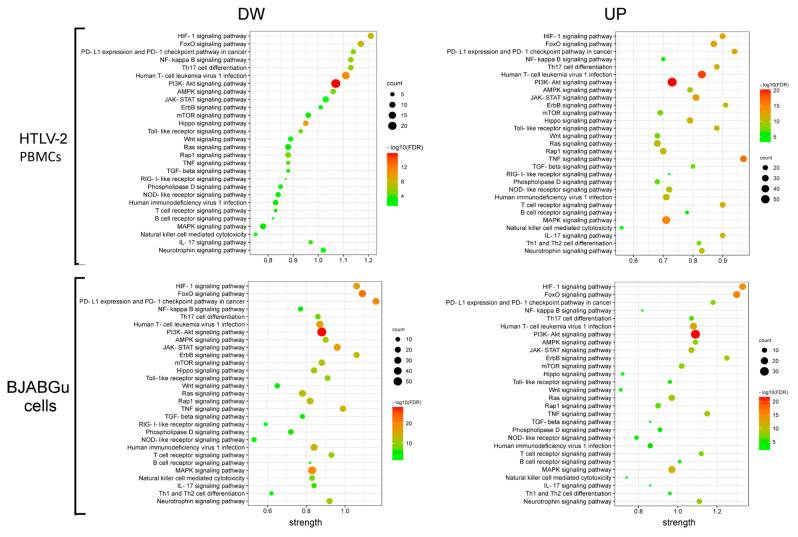 DW
UP
HTLV-2
PBMCs
HIF- 1 signaling pathway
FoxO signaling pathway
PD- L1 expression and PD- 1 checkpoint pathway in cancer
NF- kappa B signaling pathway
Th17 cell differentiation
Human T- cell leukemia virus 1 infection
PI3K- Akt signaling pathway
AMPK signaling pathway
JAK- STAT signaling pathway
ErbB signaling pathway
mTOR signaling pathway
Hippo signaling pathway
Toll- like receptor signaling pathway
Wnt signaling pathway
Ras signaling pathway
Rap1 signaling pathway
TNF signaling pathway
TGF- beta signaling pathway
RIG- I- like receptor signaling pathway
Phospholipase D signaling pathway
NOD- like receptor signaling pathway
Human immunodeficiency virus 1 infection
T cell receptor signaling pathway
B cell receptor signaling pathway
MAPK signaling pathway
Natural killer cell mediated cytotoxicity
IL- 17 signaling pathway
Neurotrophin signaling pathway
0.8 0.9 1.0 1.1 1.2
count
5
10
15
20
- log10(FDR)
12
8
4
HIF- 1 signaling pathway
FoxO signaling pathway
PD- L1 expression and PD- 1 checkpoint pathway in cancer
NF- kappa B signaling pathway
Th17 cell differentiation
Human T- cell leukemia virus 1 infection
PI3K- Akt signaling pathway
AMPK signaling pathway
JAK- STAT signaling pathway
ErbB signaling pathway
mTOR signaling pathway
Hippo signaling pathway
Toll- like receptor signaling pathway
Wnt signaling pathway
Ras signaling pathway
Rap1 signaling pathway
TNF signaling pathway
TGF- beta signaling pathway
RIG- I- like receptor signaling pathway
Phospholipase D signaling pathway
NOD- like receptor signaling pathway
Human immunodeficiency virus 1 infection
T cell receptor signaling pathway
B cell receptor signaling pathway
MAPK signaling pathway
Natural killer cell mediated cytotoxicity
IL- 17 signaling pathway
Th1 and Th2 cell differentiation
Neurotrophin signaling pathway
0.6 0.7 0.8 0.9
- log10(FDR)
20
15
10
5
count
20
30
40
50
BJABGu
cells
HIF- 1 signaling pathway
FoxO signaling pathway
PD- L1 expression and PD- 1 checkpoint pathway in cancer
NF- kappa B signaling pathway
Th17 cell differentiation
Human T- cell leukemia virus 1 infection
PI3K- Akt signaling pathway
AMPK signaling pathway
JAK- STAT signaling pathway
ErbB signaling pathway
mTOR signaling pathway
Hippo signaling pathway
Toll- like receptor signaling pathway
Wnt signaling pathway
Ras signaling pathway
Rap1 signaling pathway
TNF signaling pathway
TGF- beta signaling pathway
RIG- I- like receptor signaling pathway
Phospholipase D signaling pathway
NOD- like receptor signaling pathway
Human immunodeficiency virus 1 infection
T cell receptor signaling pathway
B cell receptor signaling pathway
MAPK signaling pathway
Natural killer cell mediated cytotoxicity
IL- 17 signaling pathway
Th1 and Th2 cell differentiation
Neurotrophin signaling pathway
0.6 0.8 1.0
strength
count
10
20
30
40
50
- log10(FDR)
20
10
HIF- 1 signaling pathway
FoxO signaling pathway
PD- L1 expression and PD- 1 checkpoint pathway in cancer
NF- kappa B signaling pathway
Th17 cell differentiation
Human T- cell leukemia virus 1 infection
PI3K- Akt signaling pathway
AMPK signaling pathway
JAK- STAT signaling pathway
ErbB signaling pathway
mTOR signaling pathway
Hippo signaling pathway
Toll- like receptor signaling pathway
Wnt signaling pathway
Ras signaling pathway
Rap1 signaling pathway
TNF signaling pathway
TGF- beta signaling pathway
Phospholipase D signaling pathway
NOD- like receptor signaling pathway
Human immunodeficiency virus 1 infection
T cell receptor signaling pathway
B cell receptor signaling pathway
MAPK signaling pathway
Natural killer cell mediated cytotoxicity
IL- 17 signaling pathway
Th1 and Th2 cell differentiation
Neurotrophin signaling pathway
0.8 1.0 1.2
strength
count
10
20
30
- log10(FDR)
20
15
10
5